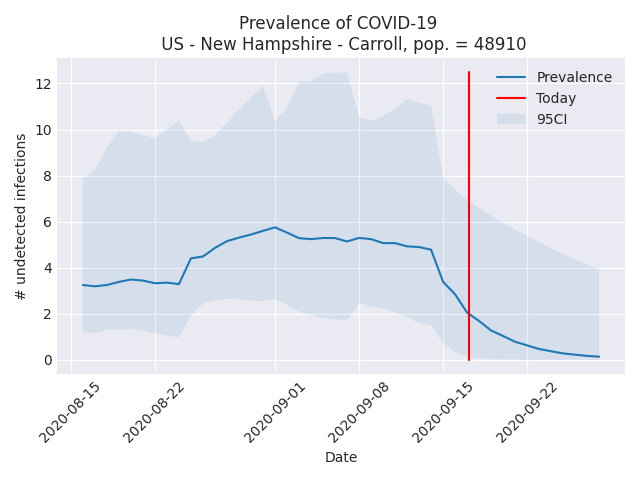 Prevalence of COVID-19
US - New Hampshire - Carroll, pop. = 48910
# undetected infections
12
10
8
6
4
2
0
Prevalence
Today
95CI
2020-08-15
2020-08-22
2020-09-01
2020-09-08
2020-09-15
2020-09-22
Date